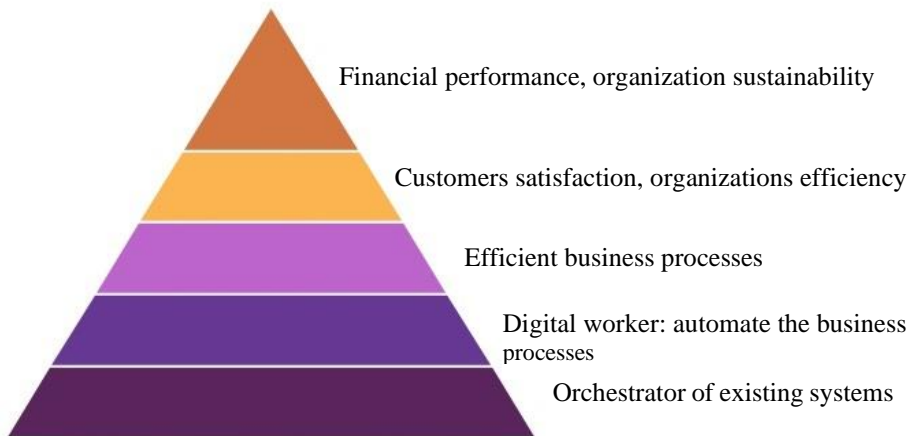 Financial performance, organization sustainability
Customers satisfaction, organizations efficiency
Efficient business processes
Digital worker: automate the business
processes
Orchestrator of existing systems